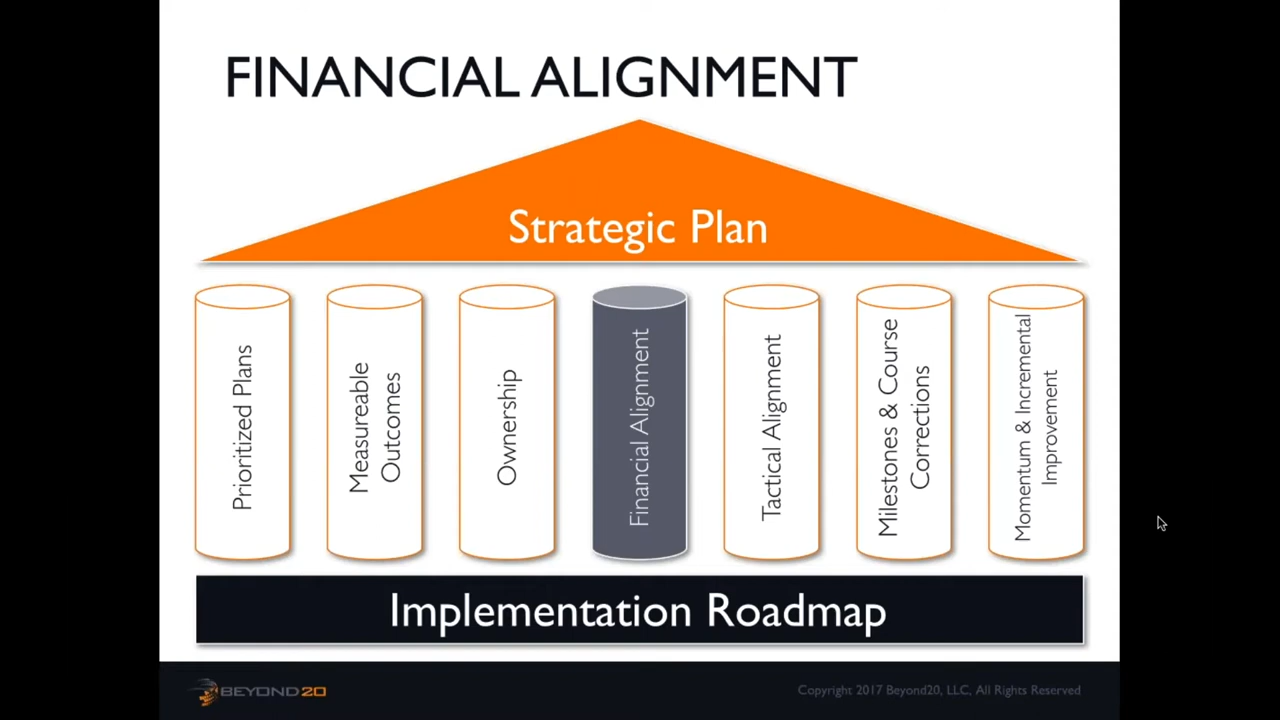 FINANCIAL ALIGNMENT
Strategic Plan
Prioritized Plans
Measureable
Outcomes
Ownership
Financial Alignment
Tactical Alignment
Milestones & Course
Corrections
Momentum & Incremental
Improvement
Implementation Roadmap
BEYOND20
Copyright 2017 Beyond20, LLC, All Rights Reserved